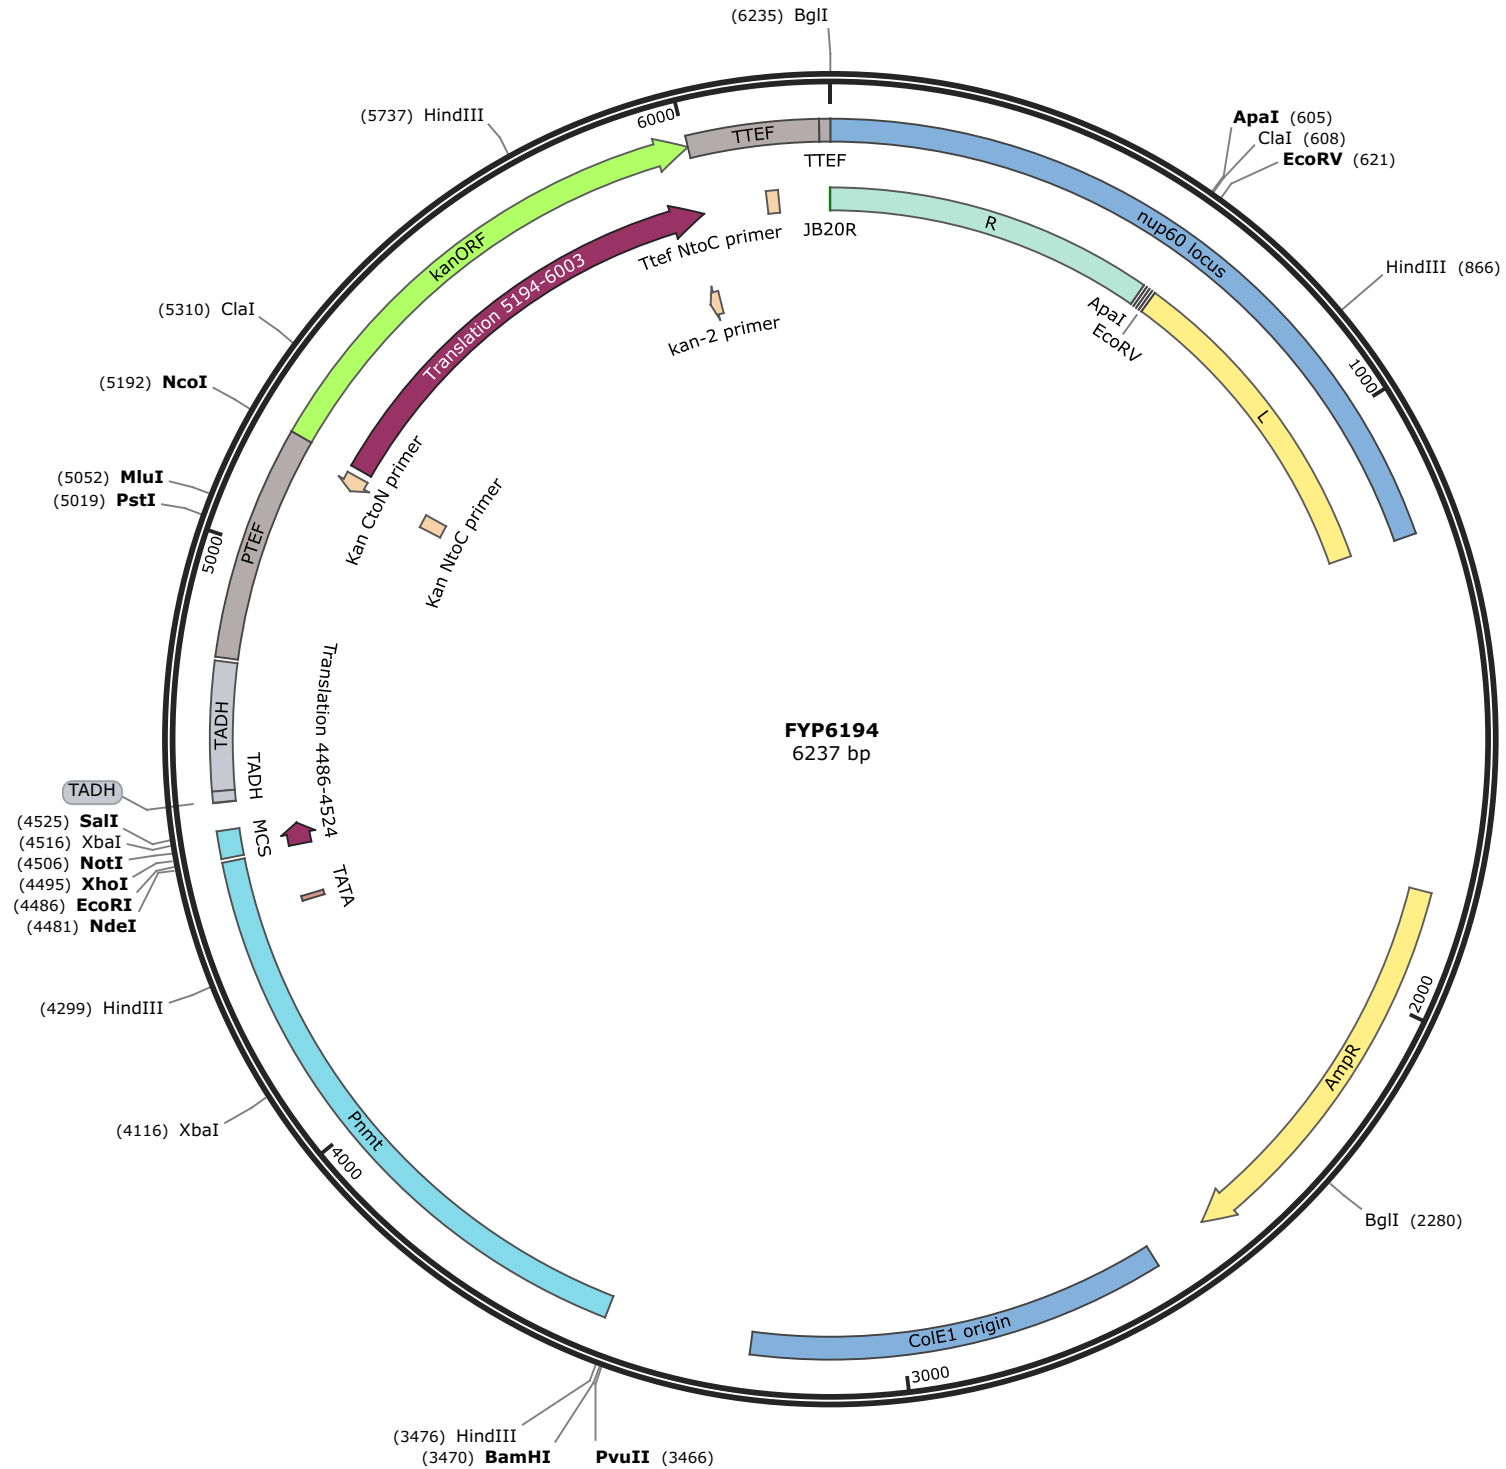 (6235) BglI
(5737) HindIII
6000
TTEF
TTEF
ApaI (605)
ClaI (608)
EcoRV (621)
nup60 locus
R
JB20R
Ttef NtoC primer
kanORF
Translation 5194-6003
kan-2 primer
ApaI
EcoRV
HindIII (866)
1000
L
(5310) ClaI
(5192) NcoI
(5052) MluI
(5019) PstI
5000
PTEF
Kan CtoN primer
Kan NtoC primer
TADH
TADH
Translation 4486-4524
FYP6194
6237 bp
TADH
(4525) SalI
(4516) XbaI
(4506) NotI
(4495) XhoI
(4486) EcoRI
(4481) NdeI
MCS
TATA
(4299) HindIII
2000
AmpR
(4116) XbaI
4000
Pnmt
BglI (2280)
ColE1 origin
3000
(3476) HindIII
(3470) BamHI
PvuII (3466)